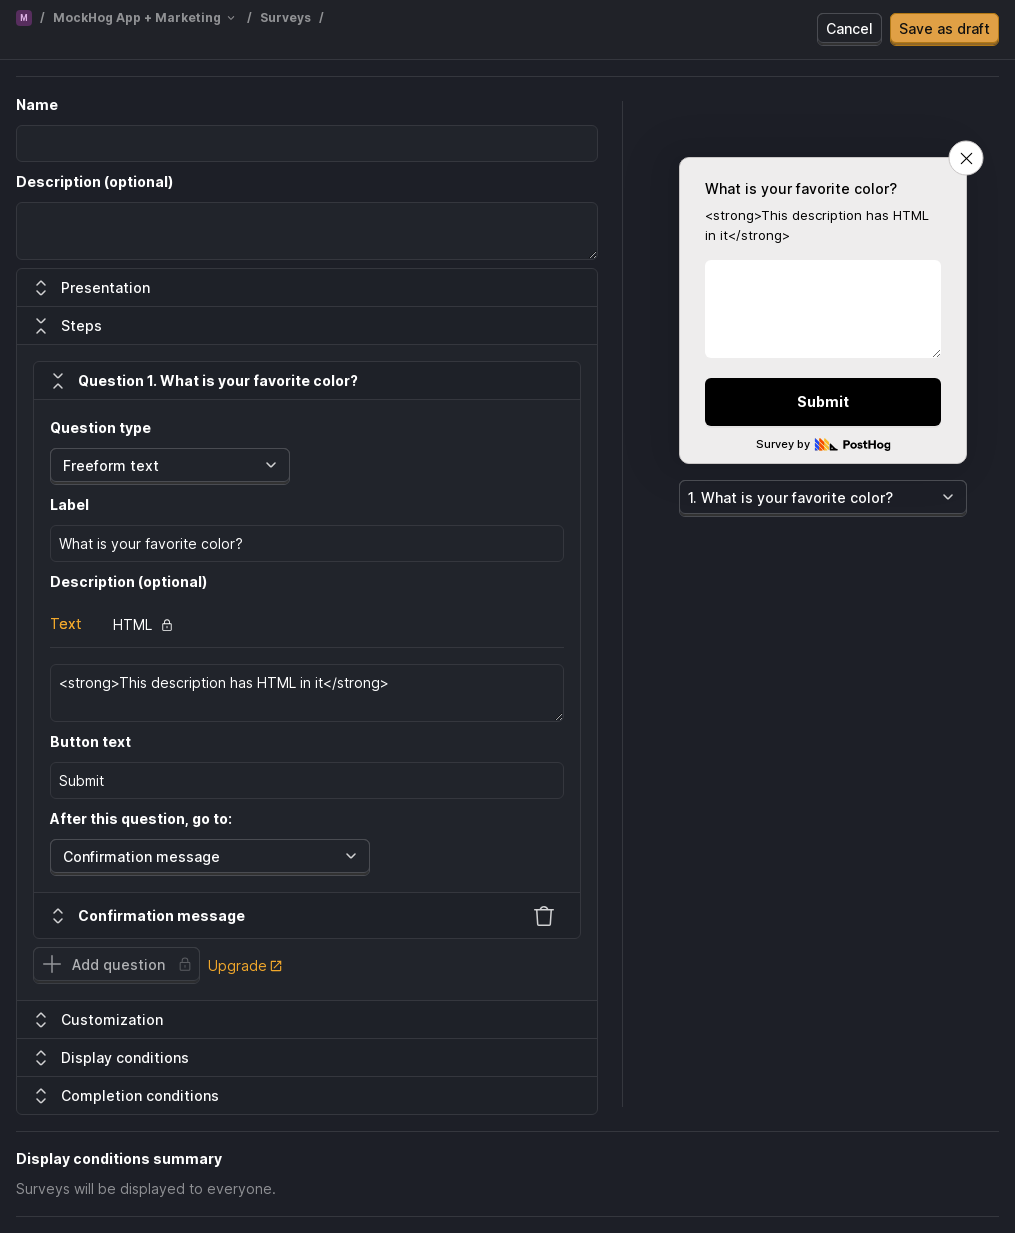 M / MockHog App + Marketing / Surveys /
Cancel
Save as draft
Name
Description (optional)
Presentation
Steps
Question 1. What is your favorite color?
Question type
Freeform text
Label
What is your favorite color?
Description (optional)
Text
HTML
<strong>This description has HTML in it</strong>
Button text
Submit
After this question, go to:
Confirmation message
Confirmation message
Add question
Upgrade
Customization
Display conditions
Completion conditions
What is your favorite color?
<strong>This description has HTML
in it</strong>
Submit
Survey by PostHog
1. What is your favorite color?
Display conditions summary
Surveys will be displayed to everyone.